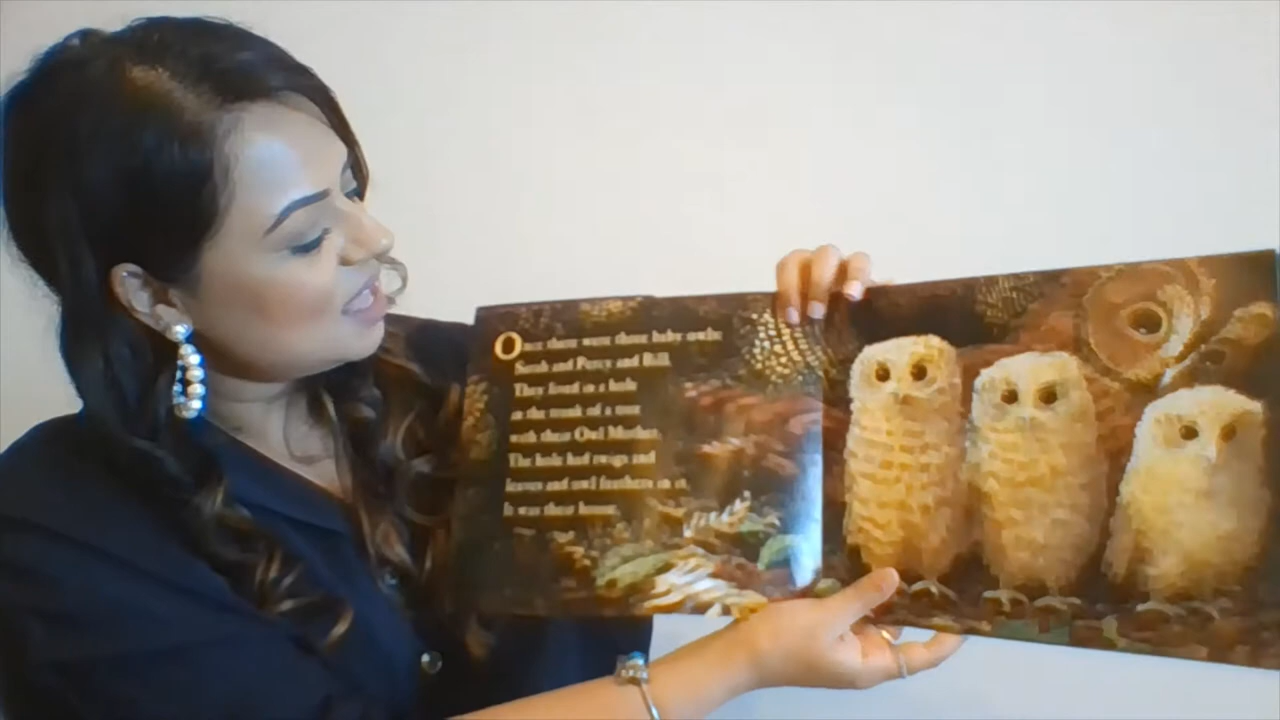 Once there were three baby owls:
Sarah and Percy and Bill.
They lived in a hole
in the trunk of a tree
with their Owl Mother.
The hole had twigs and
leaves and owl feathers in it.
It was their house.